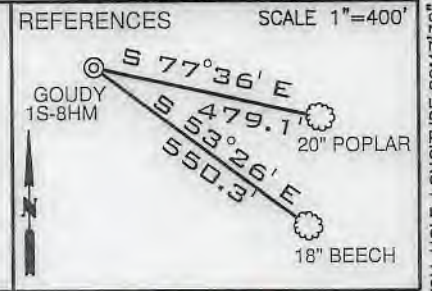 REFERENCES
SCALE 1"=400'
S 77°36' E
479.1'
GOUDY
1S-8HM
20" POPLAR
S 53°26' E
550.3'
N
18" BEECH